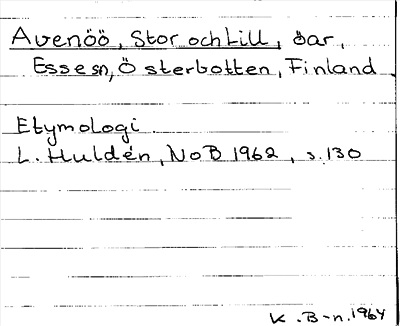 Avenöö, Stor och Lill, öar,
Esse sn, Österbotten, Finland.
Etymologi
L. Huldén, NoB 1962, s. 130
K. B-n. 1964